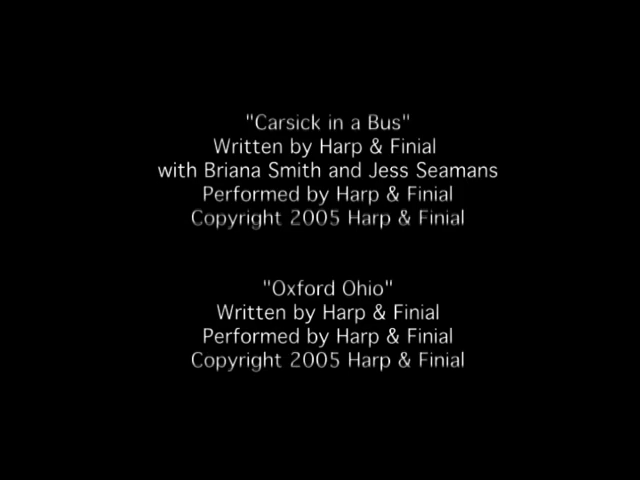 "Carsick in a Bus"
Written by Harp & Finial
with Briana Smith and Jess Seamans
Performed by Harp & Finial
Copyright 2005 Harp & Finial
"Oxford Ohio"
Written by Harp & Finial
Performed by Harp & Finial
Copyright 2005 Harp & Finial